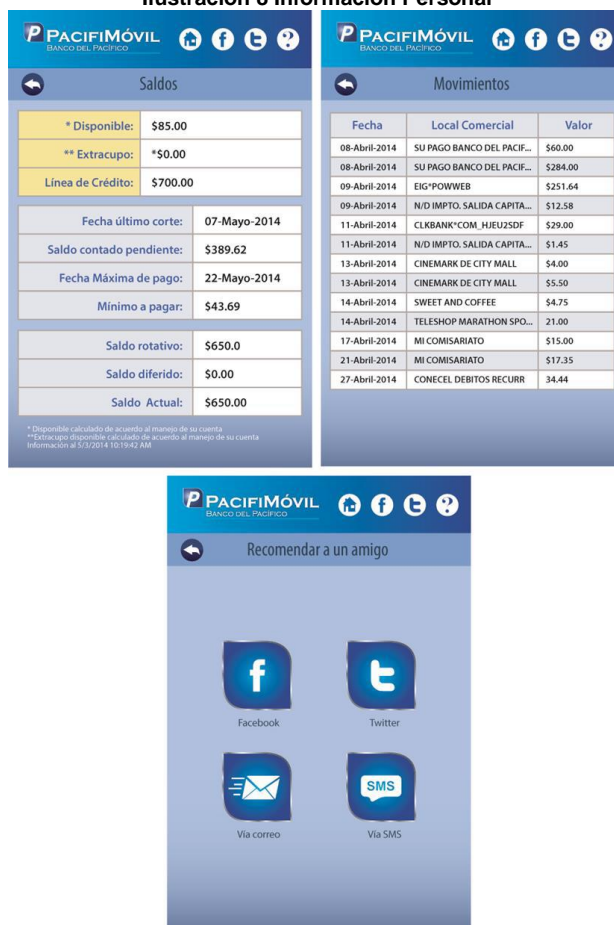 Ilustración 8 Información Personal
PACIFIMÓVIL
BANCO DEL PACÍFICO
Saldos
* Disponible: $85.00
** Extracupo: *$0.00
Línea de Crédito: $700.00
Fecha último corte: 07-Mayo-2014
Saldo contado pendiente: $389.62
Fecha Máxima de pago: 22-Mayo-2014
Mínimo a pagar: $43.69
Saldo rotativo: $650.0
Saldo diferido: $0.00
Saldo Actual: $650.00
* Disponible calculado de acuerdo al manejo de su cuenta
**Extracupo disponible calculado de acuerdo al manejo de su cuenta
Información al 5/3/2014 10:19:42 AM
PACIFIMÓVIL
BANCO DEL PACÍFICO
Movimientos
Fecha Local Comercial Valor
08-Abril-2014 SU PAGO BANCO DEL PACIF... $60.00
08-Abril-2014 SU PAGO BANCO DEL PACIF... $284.00
09-Abril-2014 EIG*POWWEB $251.64
09-Abril-2014 N/D IMPTO. SALIDA CAPITA... $12.58
11-Abril-2014 CLKBANK*COM_HJEU2SDF $29.00
11-Abril-2014 N/D IMPTO. SALIDA CAPITA... $1.45
13-Abril-2014 CINEMARK DE CITY MALL $4.00
13-Abril-2014 CINEMARK DE CITY MALL $5.50
14-Abril-2014 SWEET AND COFFEE $4.75
14-Abril-2014 TELESHOP MARATHON SPO... 21.00
17-Abril-2014 MI COMISARIATO $15.00
21-Abril-2014 MI COMISARIATO $17.35
27-Abril-2014 CONECEL DEBITOS RECURR 34.44
PACIFIMÓVIL
BANCO DEL PACÍFICO
Recomendar a un amigo
Facebook
Twitter
SMS
Vía correo
Vía SMS